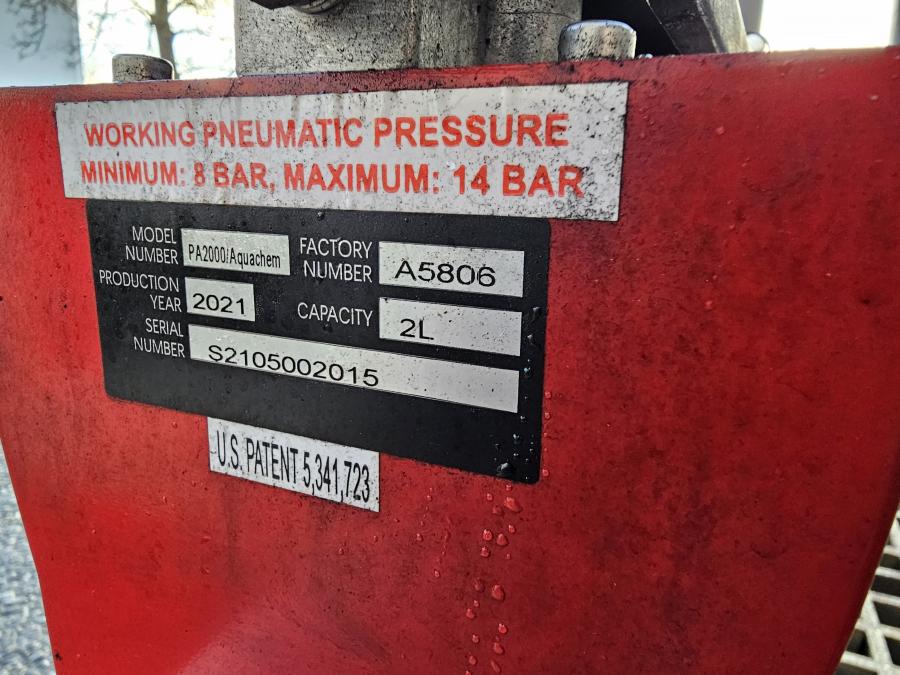 WORKING PNEUMATIC PRESSURE
MINIMUM: 8 BAR, MAXIMUM: 14 BAR
MODEL NUMBER PA2000/Aquachem FACTORY NUMBER A5806
PRODUCTION YEAR 2021 CAPACITY 2L
SERIAL NUMBER S2105002015
U.S. PATENT 5,341,723